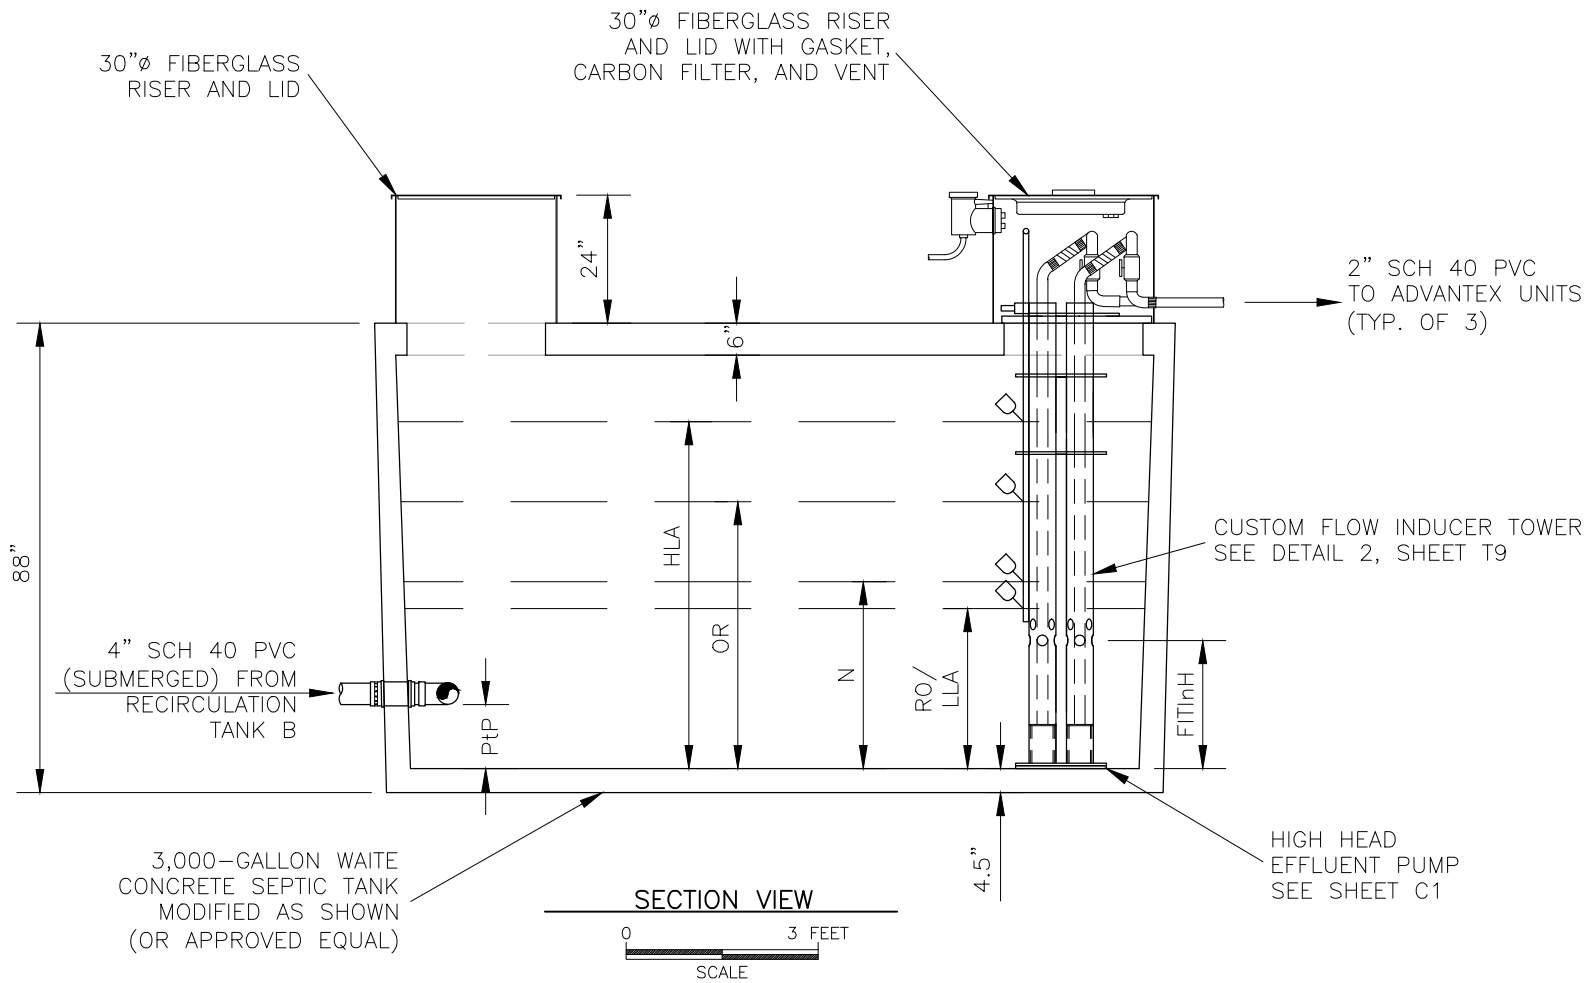 30”ø FIBERGLASS RISER
AND LID WITH GASKET,
CARBON FILTER, AND VENT
30”ø FIBERGLASS
RISER AND LID
24”
2” SCH 40 PVC
TO ADVANTEX UNITS
(TYP. OF 3)
6”
88”
HLA
OR
N
RO/
LLA
CUSTOM FLOW INDUCER TOWER
SEE DETAIL 2, SHEET T9
4” SCH 40 PVC
(SUBMERGED) FROM
RECIRCULATION
TANK B
PtP
FITInH
4.5”
3,000-GALLON WAITE
CONCRETE SEPTIC TANK
MODIFIED AS SHOWN
(OR APPROVED EQUAL)
HIGH HEAD
EFFLUENT PUMP
SEE SHEET C1
SECTION VIEW
0 3 FEET
SCALE